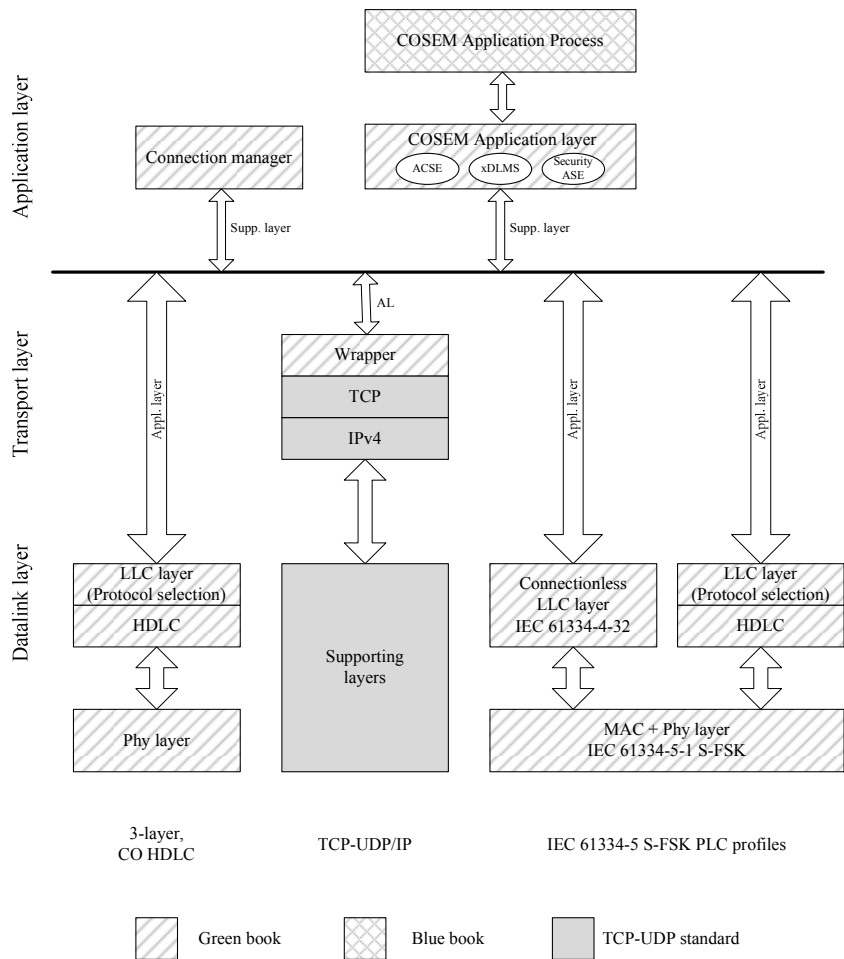 COSEM Application Process
Application layer
Connection manager
COSEM Application layer
ACSE
xDLMS
Security
ASE
Supp. layer
Supp. layer
AL
Transport layer
Appl. layer
Wrapper
TCP
IPv4
Appl. layer
Appl. layer
Datalink layer
LLC layer
(Protocol selection)
HDLC
Supporting
layers
Connectionless
LLC layer
IEC 61334-4-32
LLC layer
(Protocol selection)
HDLC
Phy layer
MAC + Phy layer
IEC 61334-5-1 S-FSK
3-layer,
CO HDLC
TCP-UDP/IP
IEC 61334-5 S-FSK PLC profiles
Green book
Blue book
TCP-UDP standard